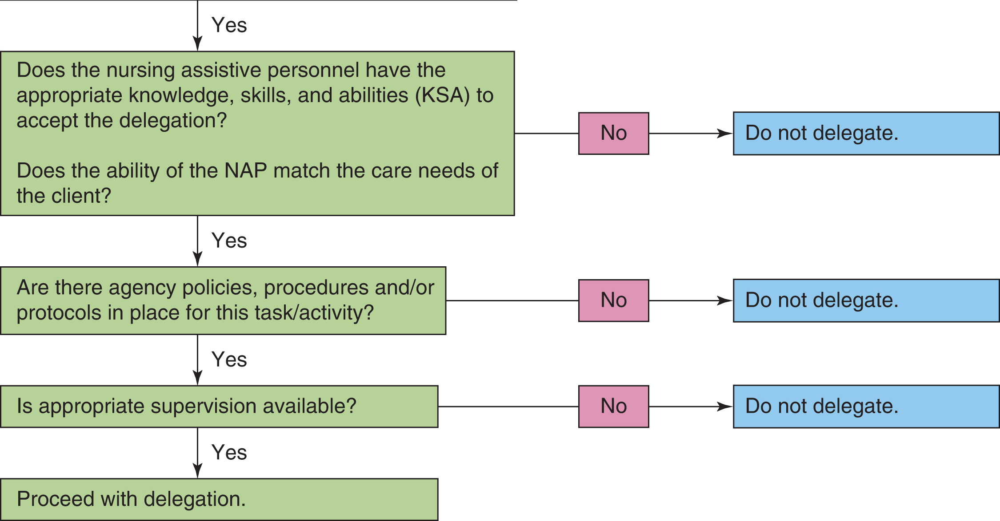 Yes
Does the nursing assistive personnel have the
appropriate knowledge, skills, and abilities (KSA) to
accept the delegation?
Does the ability of the NAP match the care needs of
the client?
No
Do not delegate.
Yes
Are there agency policies, procedures and/or
protocols in place for this task/activity?
No
Do not delegate.
Yes
Is appropriate supervision available?
No
Do not delegate.
Yes
Proceed with delegation.